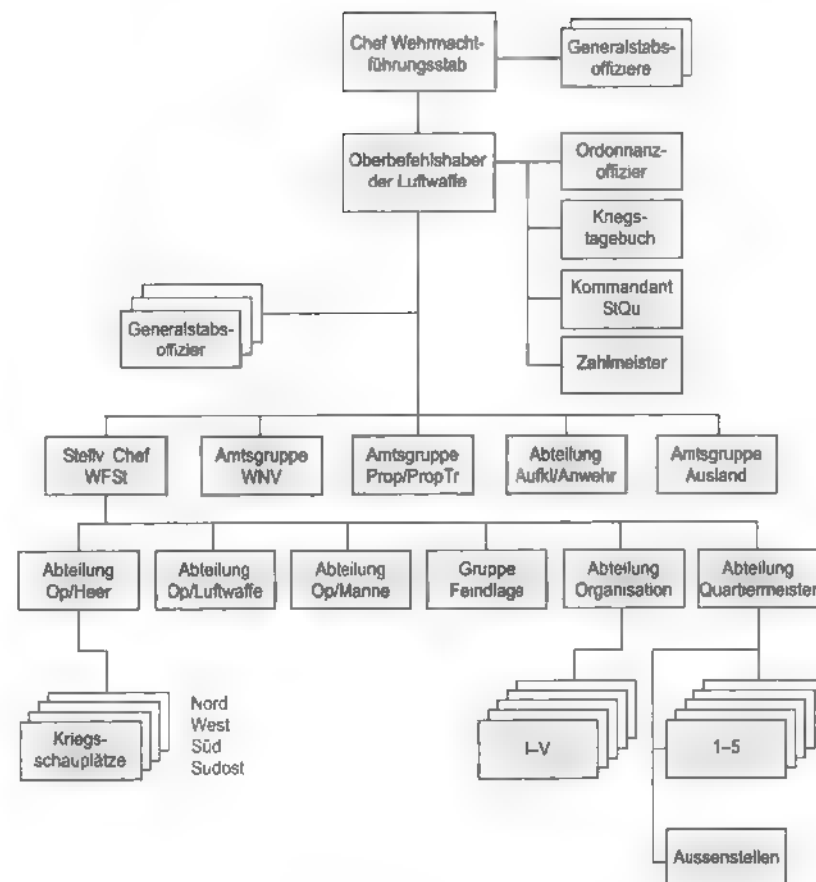 Chef Wehrmacht-
führungsstab
Generalstabs-
offiziere
Oberbefehlshaber
der Luftwaffe
Ordonnanz-
offizier
Kriegs-
tagebuch
Kommandant
StQu
Zahlmeister
Generalstabs-
offizier
Stellv Chef
WFSt
Amtsgruppe
WNV
Amtsgruppe
Prop/PropTr
Abteilung
Aufkl/Anwehr
Amtsgruppe
Ausland
Abteilung
Op/Heer
Abteilung
Op/Luftwaffe
Abteilung
Op/Marine
Gruppe
Feindlage
Abteilung
Organisation
Abteilung
Quartiermeister
Kriegs-
schauplätze
Nord
West
Süd
Sudost
I–V
1–5
Aussenstellen